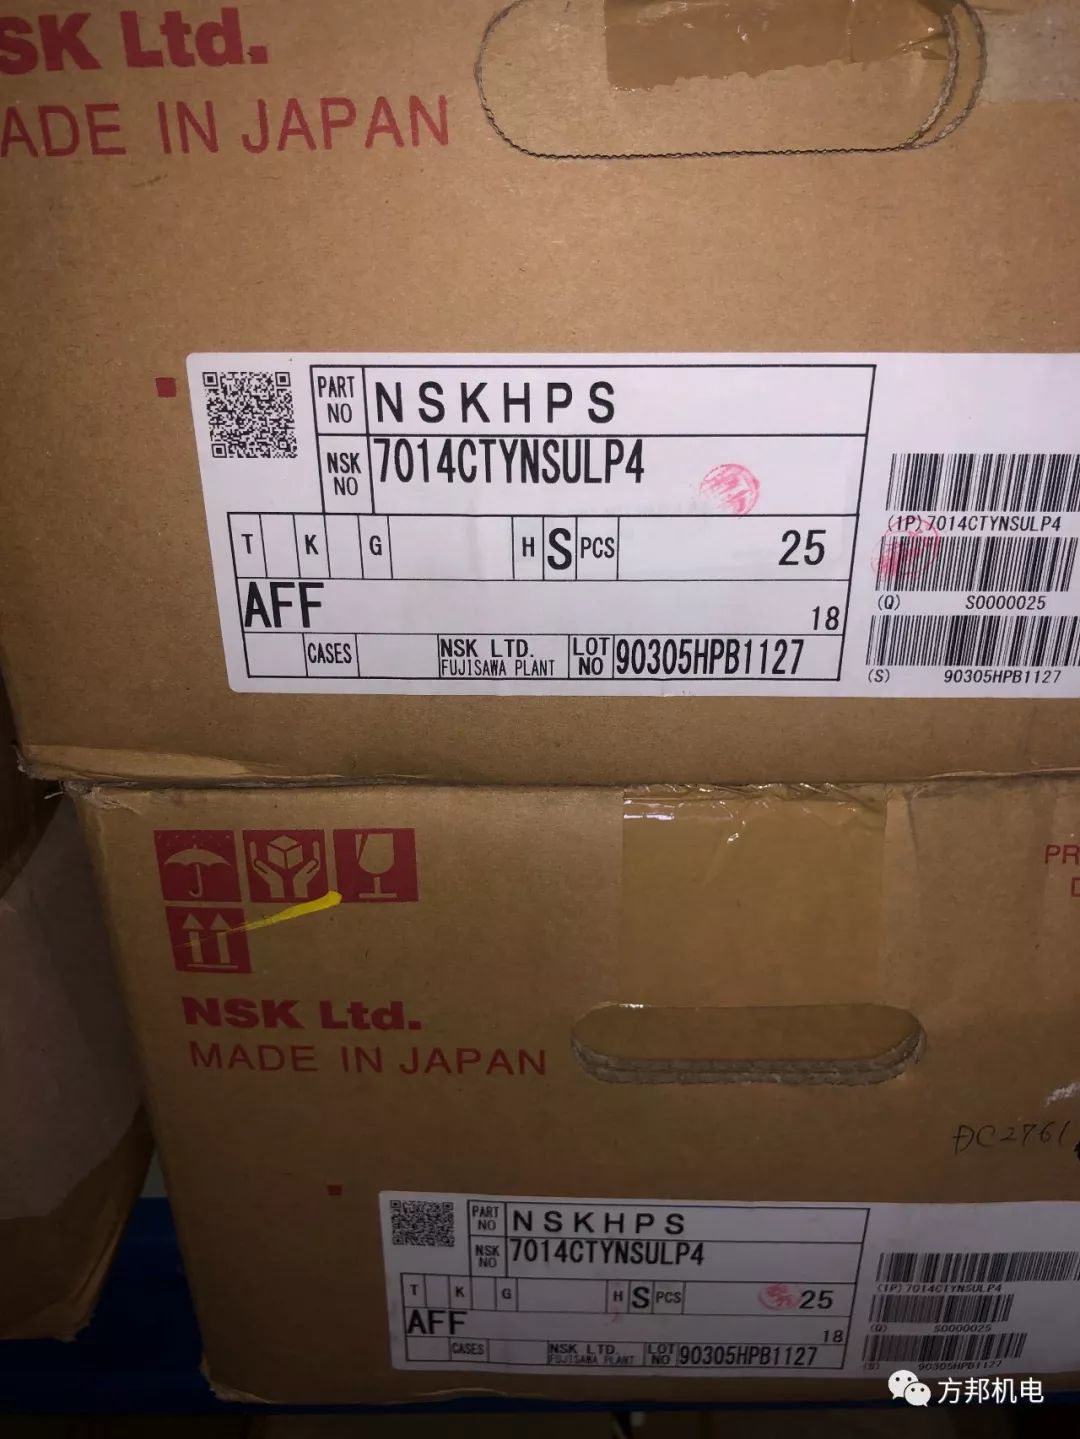 SK Ltd.
ADE IN JAPAN
PART NO NSKHPS
NSK NO 7014CTYNSULP4
T K G H S PCS 25
AFF 18
CASES NSK LTD. FUJISAWA PLANT LOT NO 90305HPB1127
(1P) 7014CTYNSULP4
(Q) S0000025
(S) 90305HPB1127
PR
NSK Ltd.
MADE IN JAPAN
DC2761
PART NO NSKHPS
NSK NO 7014CTYNSULP4
T K G H S PCS 25
AFF 18
CASES NSK LTD. FUJISAWA PLANT LOT NO 90305HPB1127
(1P) 7014CTYNSULP4
(Q) S0000025
(S) 90305HPB1127
方邦机电